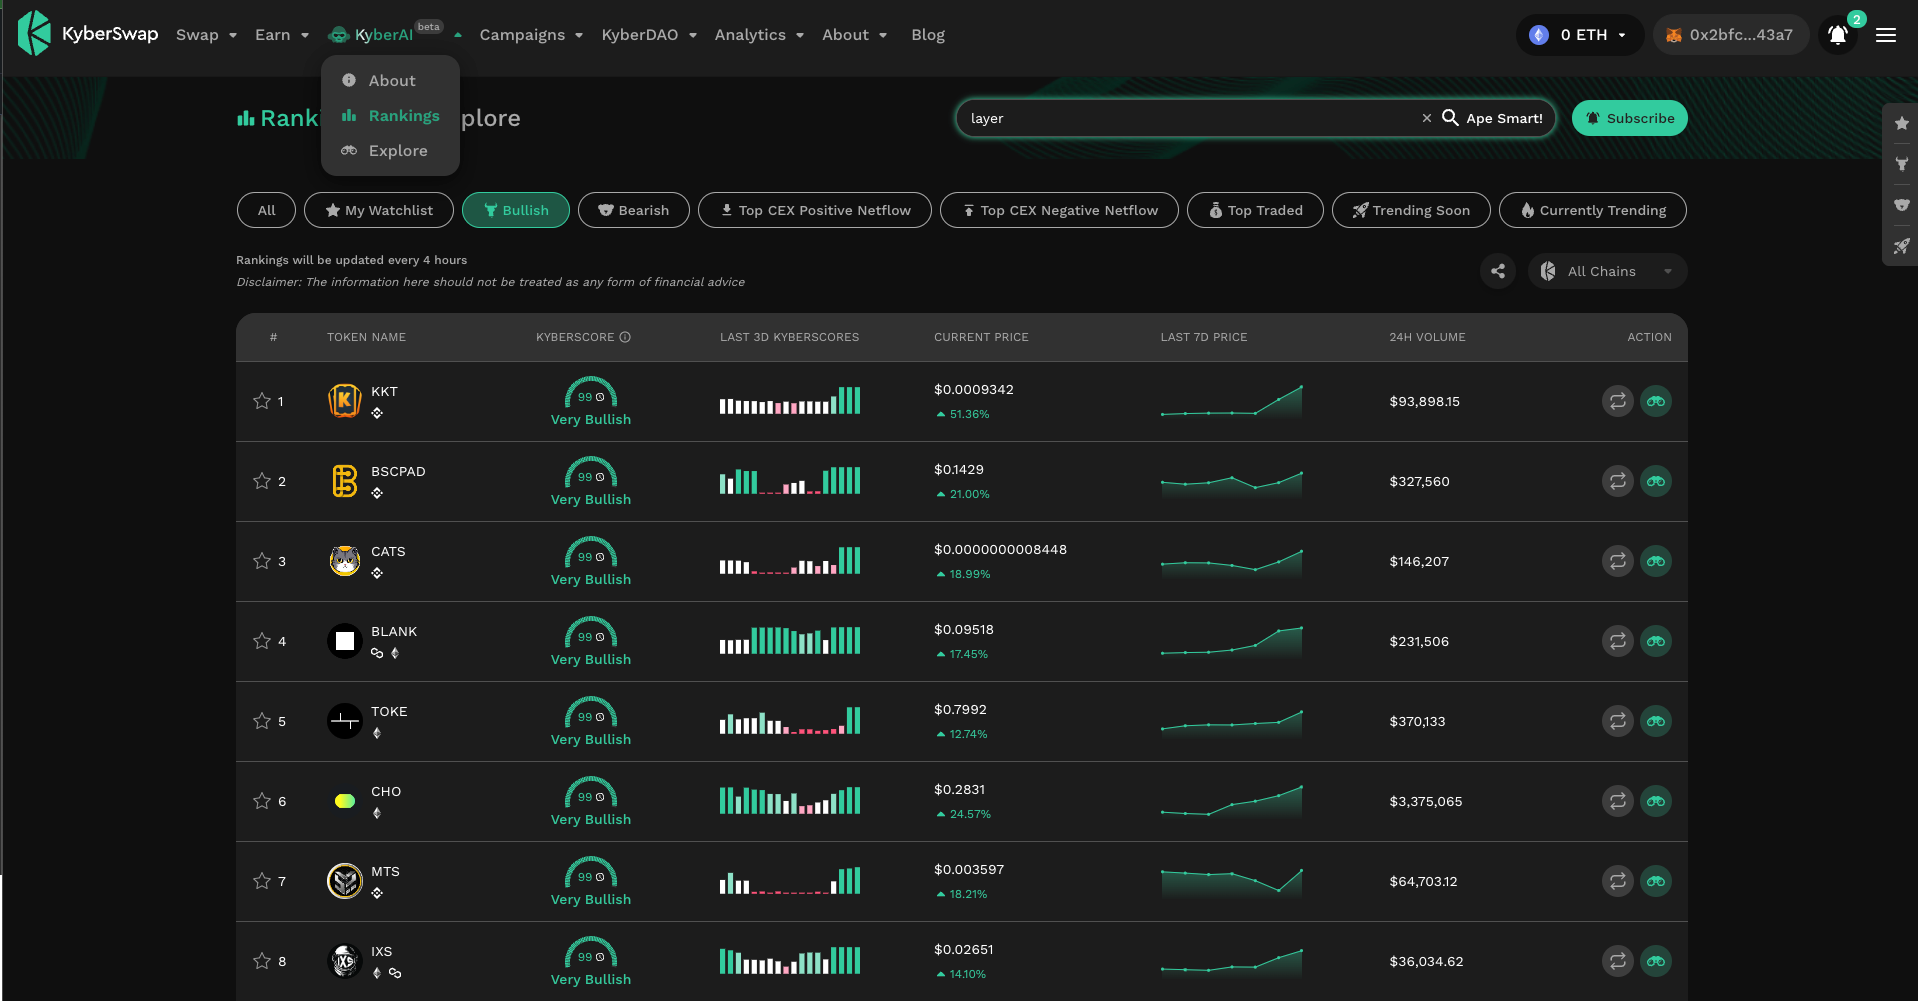 KyberSwap Swap Earn KyberAI beta Campaigns KyberDAO Analytics About Blog 0 ETH 0x2bfc...43a7 2
About
Rankings
Explore
Ranki plore
layer × Ape Smart! Subscribe
All My Watchlist Bullish Bearish Top CEX Positive Netflow Top CEX Negative Netflow Top Traded Trending Soon Currently Trending
Rankings will be updated every 4 hours
Disclaimer: The information here should not be treated as any form of financial advice
All Chains
# TOKEN NAME KYBERSCORE LAST 3D KYBERSCORES CURRENT PRICE LAST 7D PRICE 24H VOLUME ACTION
1 KKT 99 Very Bullish $0.0009342 51.36% $93,898.15
2 BSCPAD 99 Very Bullish $0.1429 21.00% $327,560
3 CATS 99 Very Bullish $0.0000000008448 18.99% $146,207
4 BLANK 99 Very Bullish $0.09518 17.45% $231,506
5 TOKE 99 Very Bullish $0.7992 12.74% $370,133
6 CHO 99 Very Bullish $0.2831 24.57% $3,375,065
7 MTS 99 Very Bullish $0.003597 18.21% $64,703.12
8 IXS IXS 99 Very Bullish $0.02651 14.10% $36,034.62